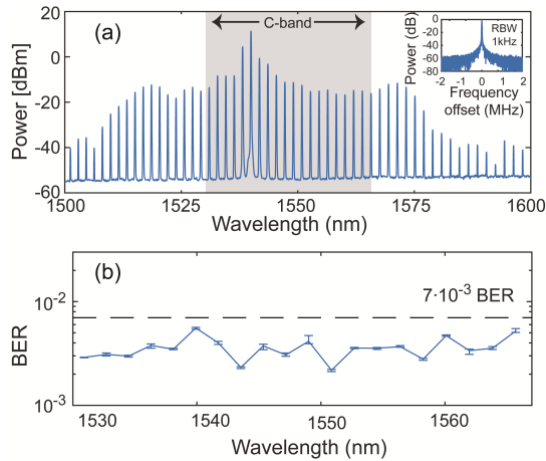 (a)
C-band
Power [dBm]
20
0
-20
-40
-60
1500
1525
1550
1575
1600
Wavelength (nm)
Power (dB)
0
-20
-40
-60
-80
RBW
1kHz
-2
-1
0
1
2
Frequency
offset (MHz)
(b)
7·10⁻³ BER
BER
10⁻²
10⁻³
1530
1540
1550
1560
Wavelength (nm)